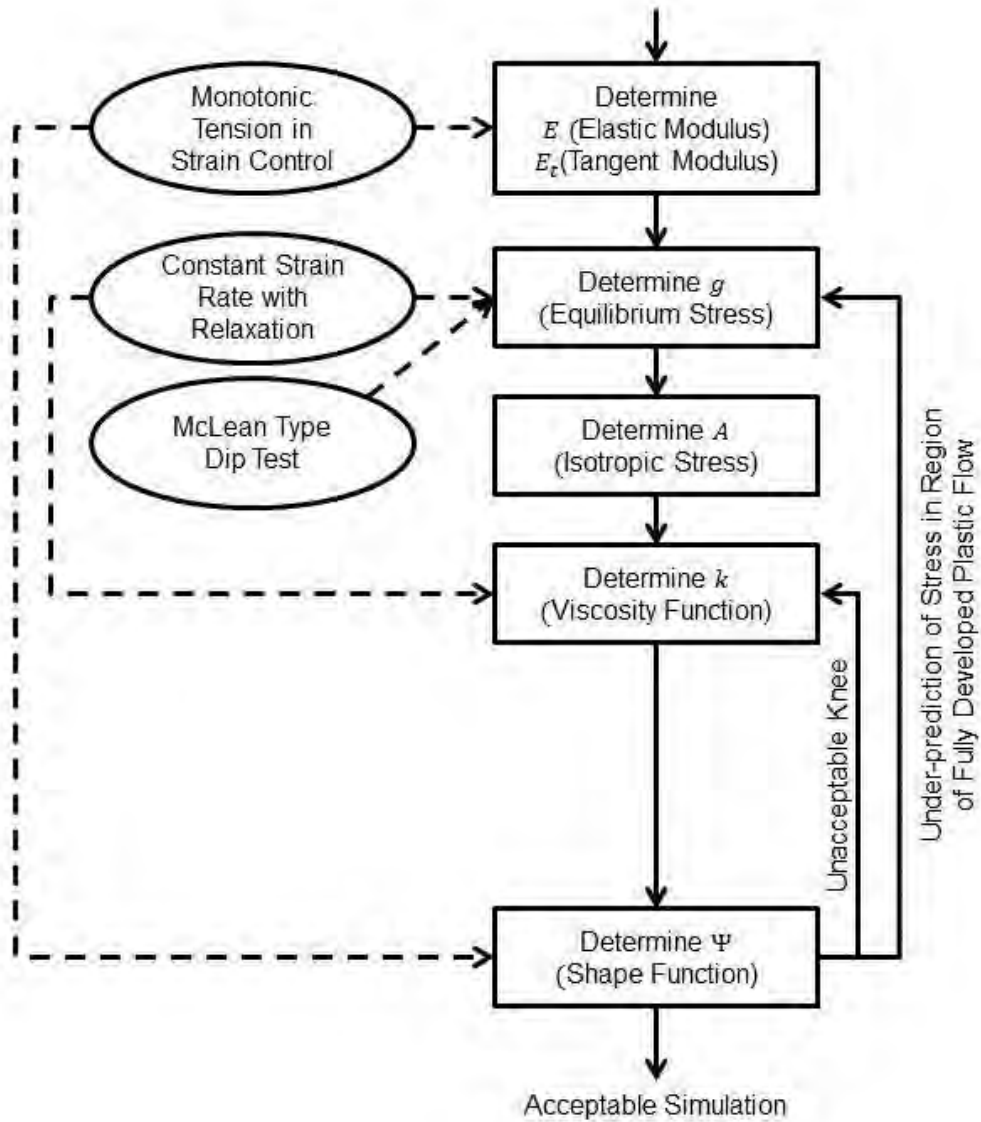 Monotonic
Tension in
Strain Control
Determine
E (Elastic Modulus)
Eₜ(Tangent Modulus)
Constant Strain
Rate with
Relaxation
Determine g
(Equilibrium Stress)
McLean Type
Dip Test
Determine A
(Isotropic Stress)
Determine k
(Viscosity Function)
Unacceptable Knee
Under-prediction of Stress in Region
of Fully Developed Plastic Flow
Determine Ψ
(Shape Function)
Acceptable Simulation